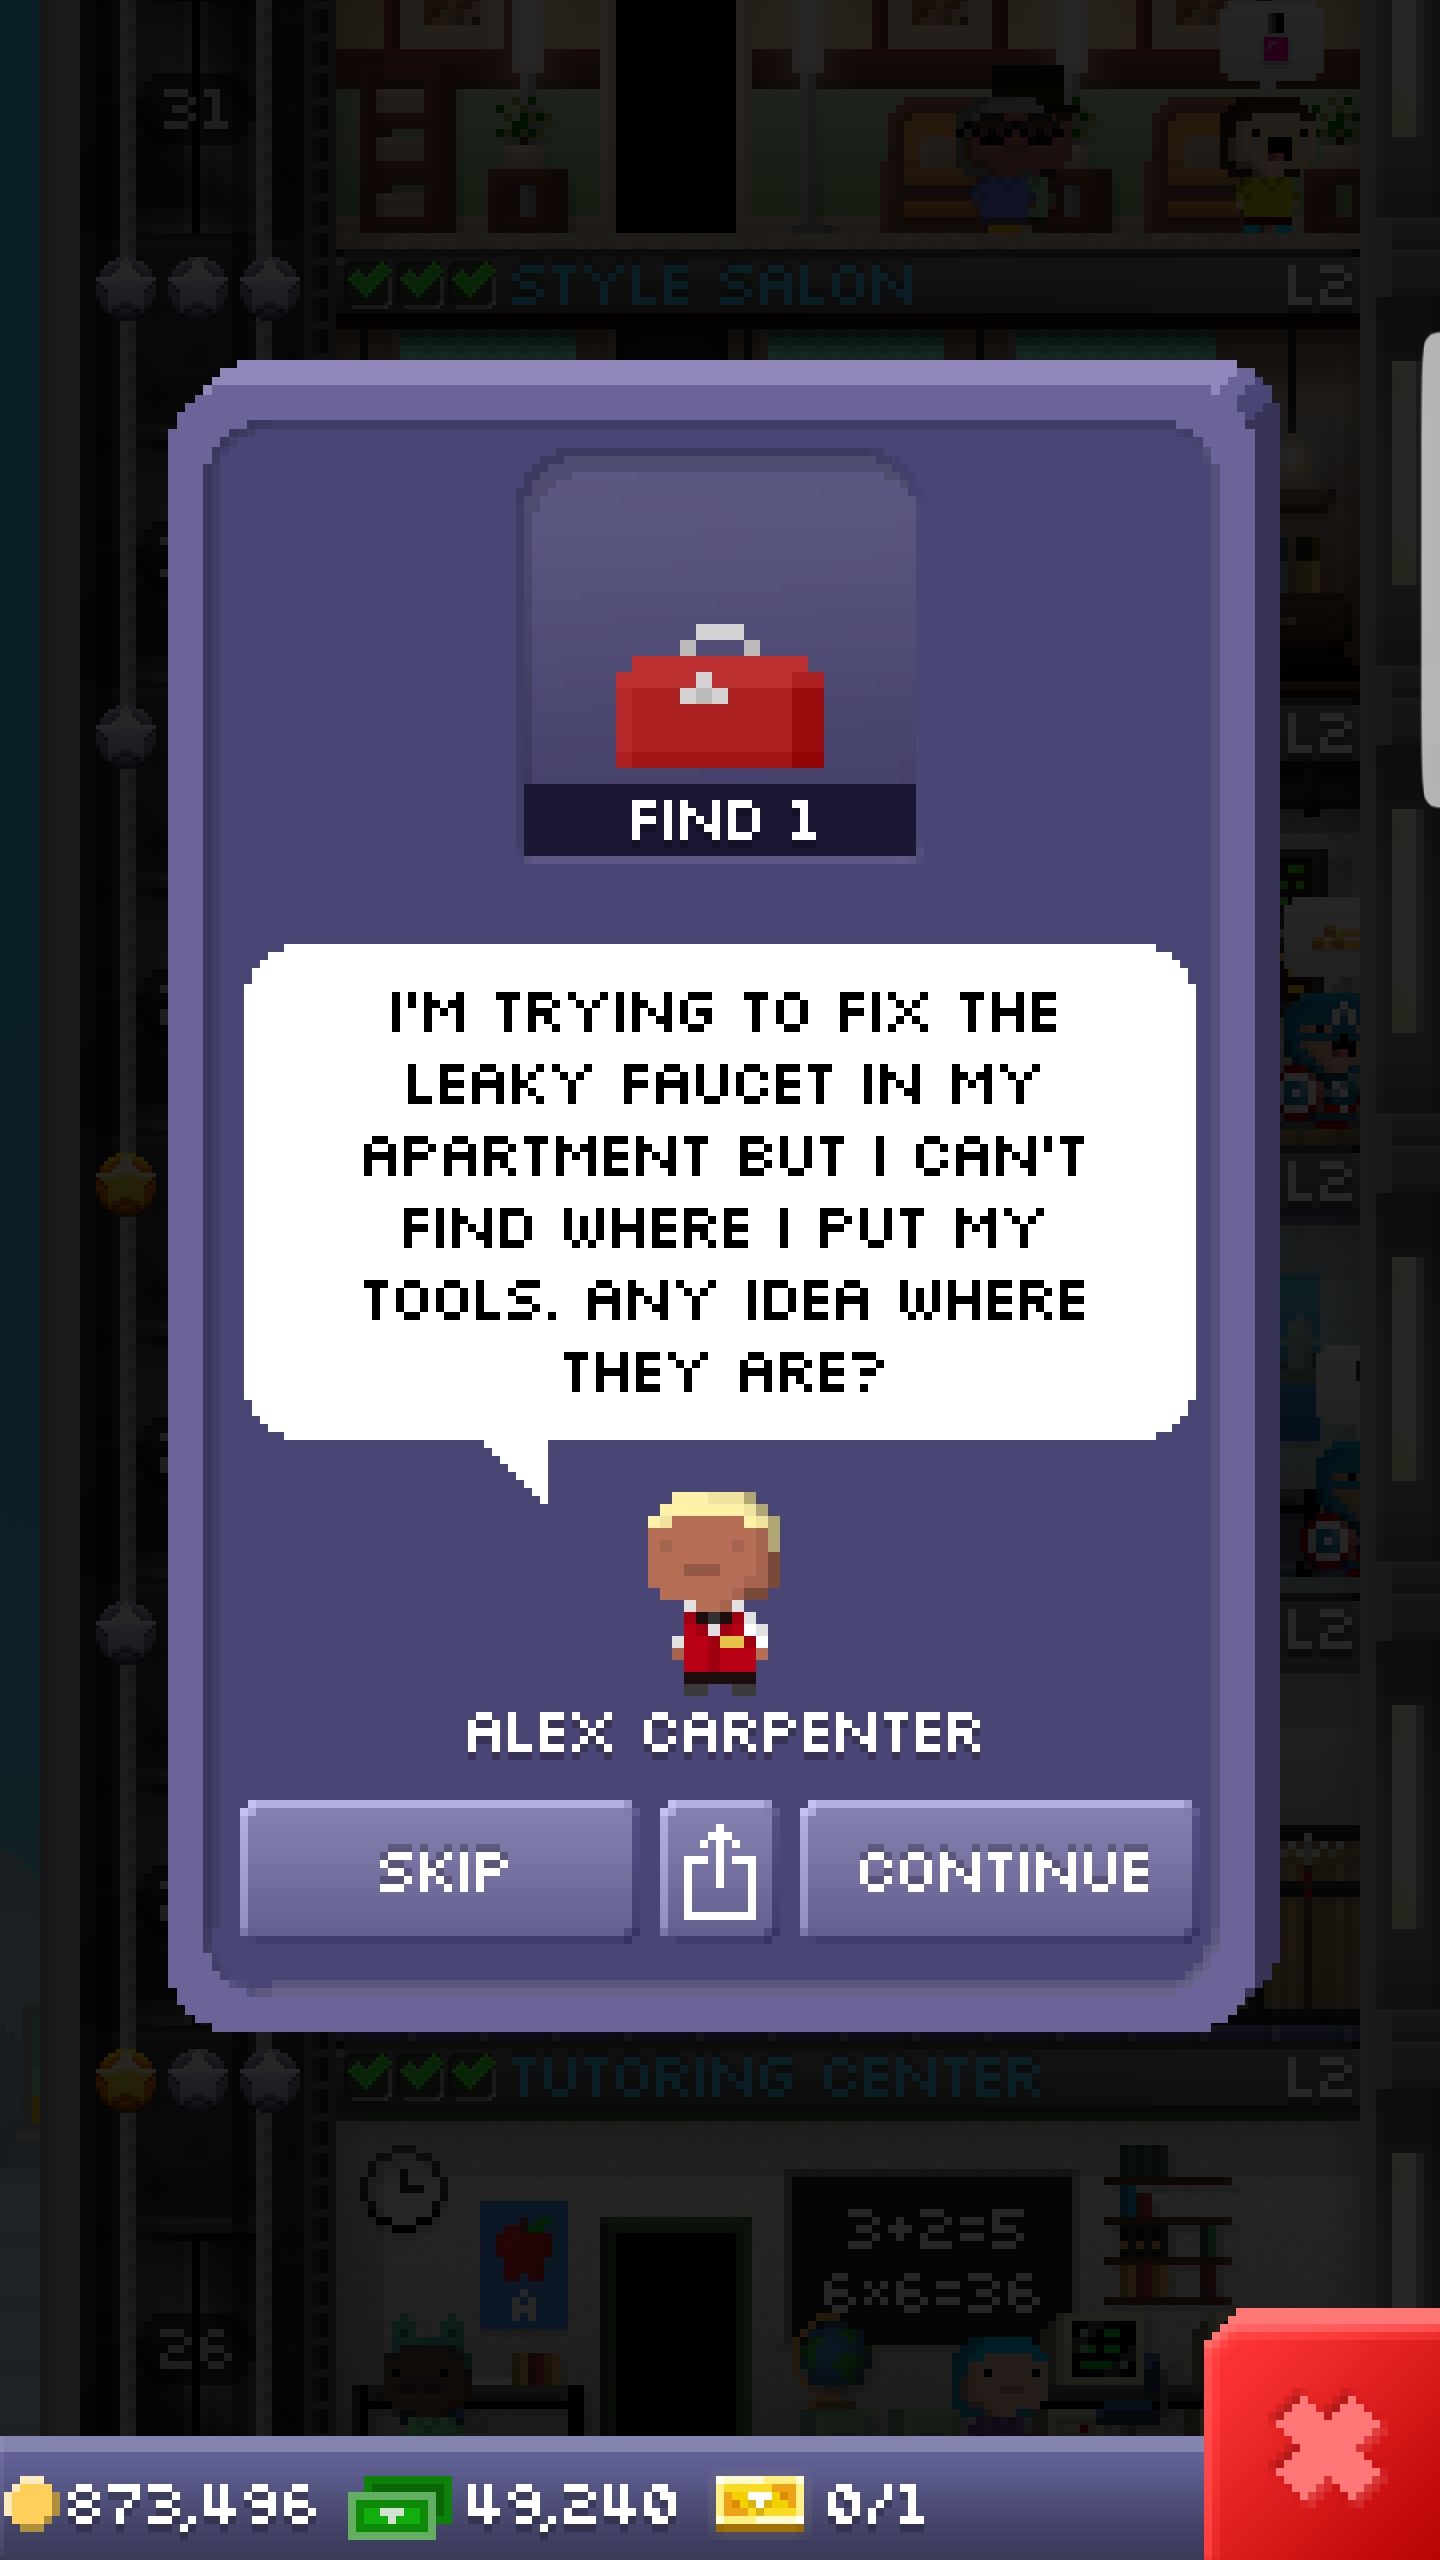 31
STYLE SALON
L2
L2
FIND 1
I'M TRYING TO FIX THE
LEAKY FAUCET IN MY
APARTMENT BUT I CAN'T
FIND WHERE I PUT MY
TOOLS. ANY IDEA WHERE
THEY ARE?
L2
L2
ALEX CARPENTER
SKIP
CONTINUE
TUTORING CENTER
L2
3+2=5
6×6=36
A
26
873,496
49,240
0/1